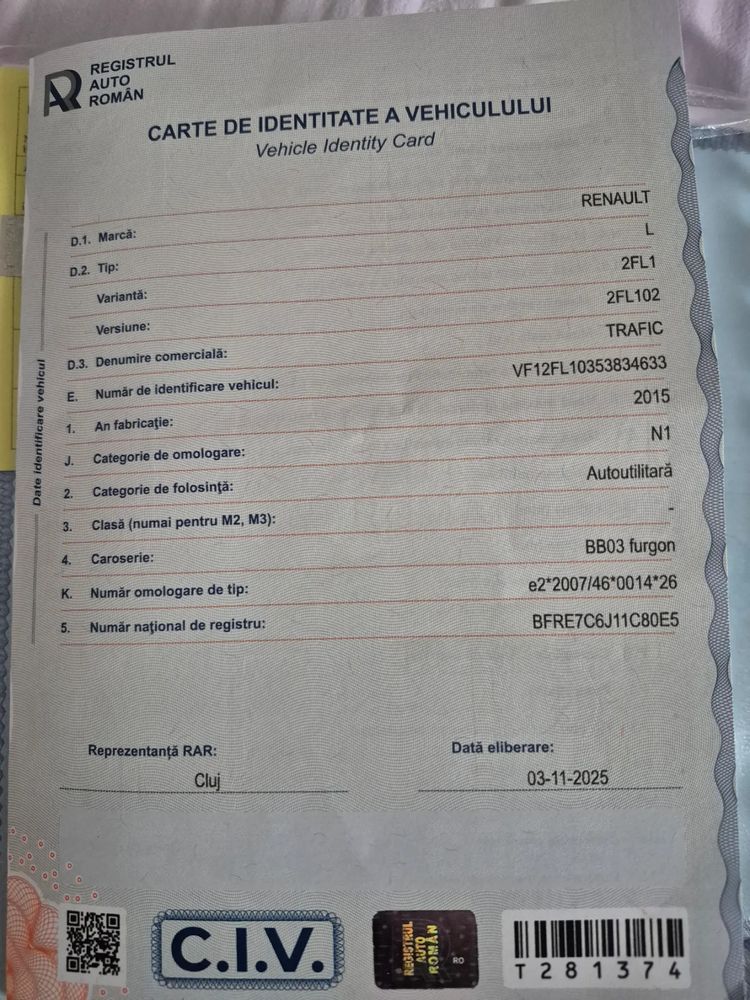 REGISTRUL
AUTO
ROMÂN
CARTE DE IDENTITATE A VEHICULULUI
Vehicle Identity Card
Date identificare vehicul
D.1. Marcă: RENAULT
D.2. Tip: L
Variantă: 2FL1
Versiune: 2FL102
D.3. Denumire comercială: TRAFIC
E. Număr de identificare vehicul: VF12FL10353834633
1. An fabricaţie: 2015
J. Categorie de omologare: N1
2. Categorie de folosinţă: Autoutilitară
3. Clasă (numai pentru M2, M3): -
4. Caroserie: BB03 furgon
K. Număr omologare de tip: e2*2007/46*0014*26
5. Număr naţional de registru: BFRE7C6J11C80E5
Reprezentanţă RAR: Dată eliberare:
Cluj 03-11-2025
C.I.V.
REGISTRUL
AUTO
ROMÂN
RO
T281374